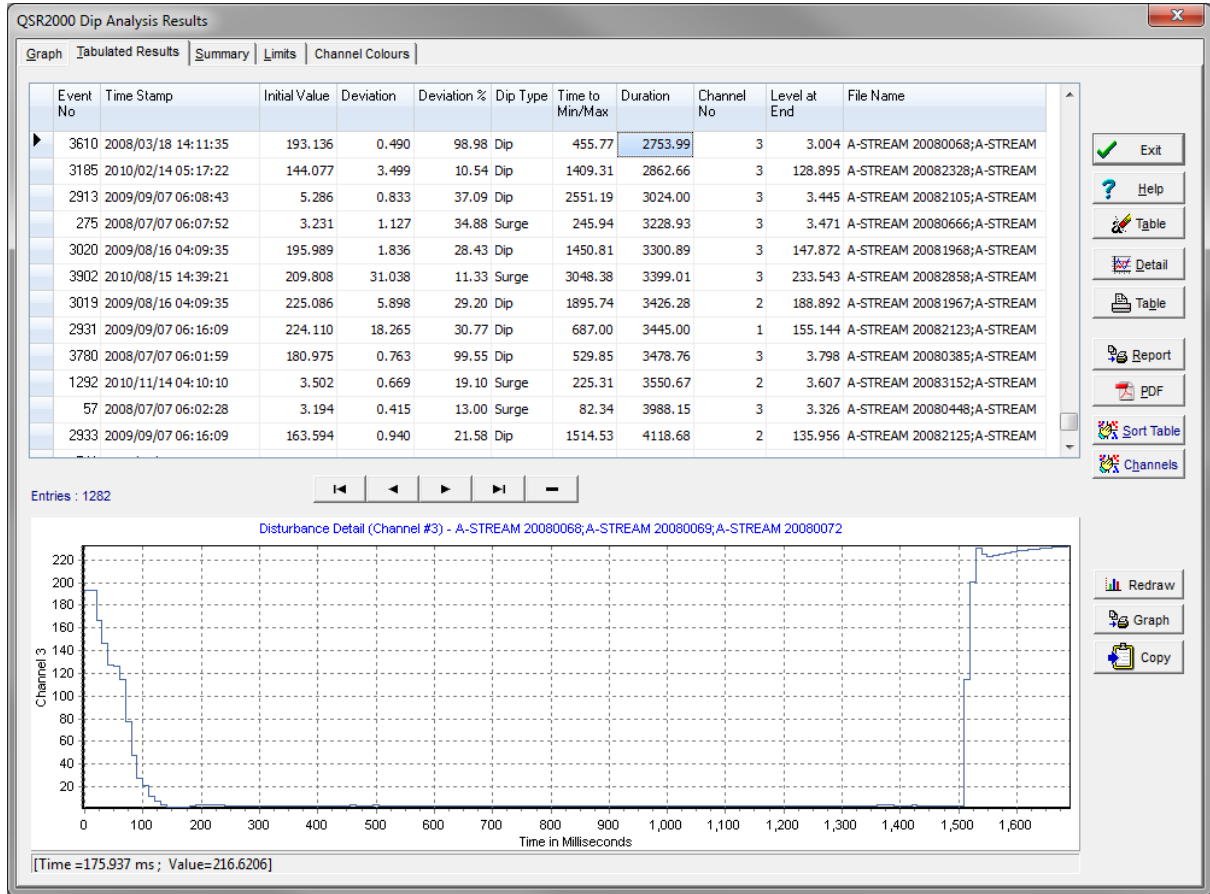 QSR2000 Dip Analysis Results
Graph Tabulated Results Summary Limits Channel Colours
Event No Time Stamp Initial Value Deviation Deviation % Dip Type Time to Min/Max Duration Channel No Level at End File Name
3610 2008/03/18 14:11:35 193.136 0.490 98.98 Dip 455.77 2753.99 3 3.004 A-STREAM 20080068;A-STREAM
3185 2010/02/14 05:17:22 144.077 3.499 10.54 Dip 1409.31 2862.66 3 128.895 A-STREAM 20082328;A-STREAM
2913 2009/09/07 06:08:43 5.286 0.833 37.09 Dip 2551.19 3024.00 3 3.445 A-STREAM 20082105;A-STREAM
275 2008/07/07 06:07:52 3.231 1.127 34.88 Surge 245.94 3228.93 3 3.471 A-STREAM 20080666;A-STREAM
3020 2009/08/16 04:09:35 195.989 1.836 28.43 Dip 1450.81 3300.89 3 147.872 A-STREAM 20081968;A-STREAM
3902 2010/08/15 14:39:21 209.808 31.038 11.33 Surge 3048.38 3399.01 3 233.543 A-STREAM 20082858;A-STREAM
3019 2009/08/16 04:09:35 225.086 5.898 29.20 Dip 1895.74 3426.28 2 188.892 A-STREAM 20081967;A-STREAM
2931 2009/09/07 06:16:09 224.110 18.265 30.77 Dip 687.00 3445.00 1 155.144 A-STREAM 20082123;A-STREAM
3780 2008/07/07 06:01:59 180.975 0.763 99.55 Dip 529.85 3478.76 3 3.798 A-STREAM 20080385;A-STREAM
1292 2010/11/14 04:10:10 3.502 0.669 19.10 Surge 225.31 3550.67 2 3.607 A-STREAM 20083152;A-STREAM
57 2008/07/07 06:02:28 3.194 0.415 13.00 Surge 82.34 3988.15 3 3.326 A-STREAM 20080448;A-STREAM
2933 2009/09/07 06:16:09 163.594 0.940 21.58 Dip 1514.53 4118.68 2 135.956 A-STREAM 20082125;A-STREAM
Exit
Help
Table
Detail
Table
Report
PDF
Sort Table
Channels
Entries : 1282
Disturbance Detail (Channel #3) - A-STREAM 20080068;A-STREAM 20080069;A-STREAM 20080072
220
200
180
160
140
120
100
80
60
40
20
Channel 3
0 100 200 300 400 500 600 700 800 900 1,000 1,100 1,200 1,300 1,400 1,500 1,600
Time in Milliseconds
Redraw
Graph
Copy
[Time =175.937 ms ; Value=216.6206]